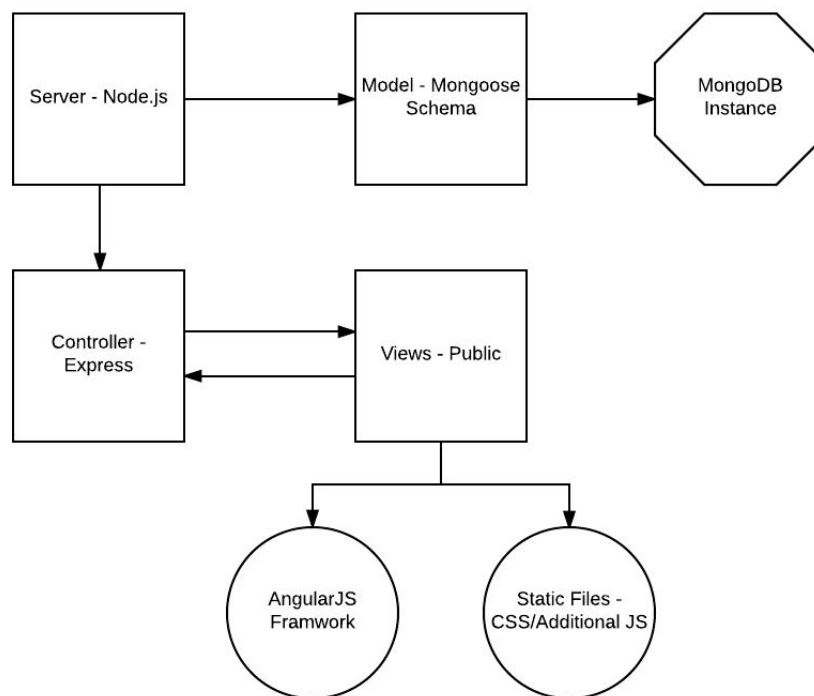 Server - Node.js
Model - Mongoose
Schema
MongoDB
Instance
Controller -
Express
Views - Public
AngularJS
Framwork
Static Files -
CSS/Additional JS